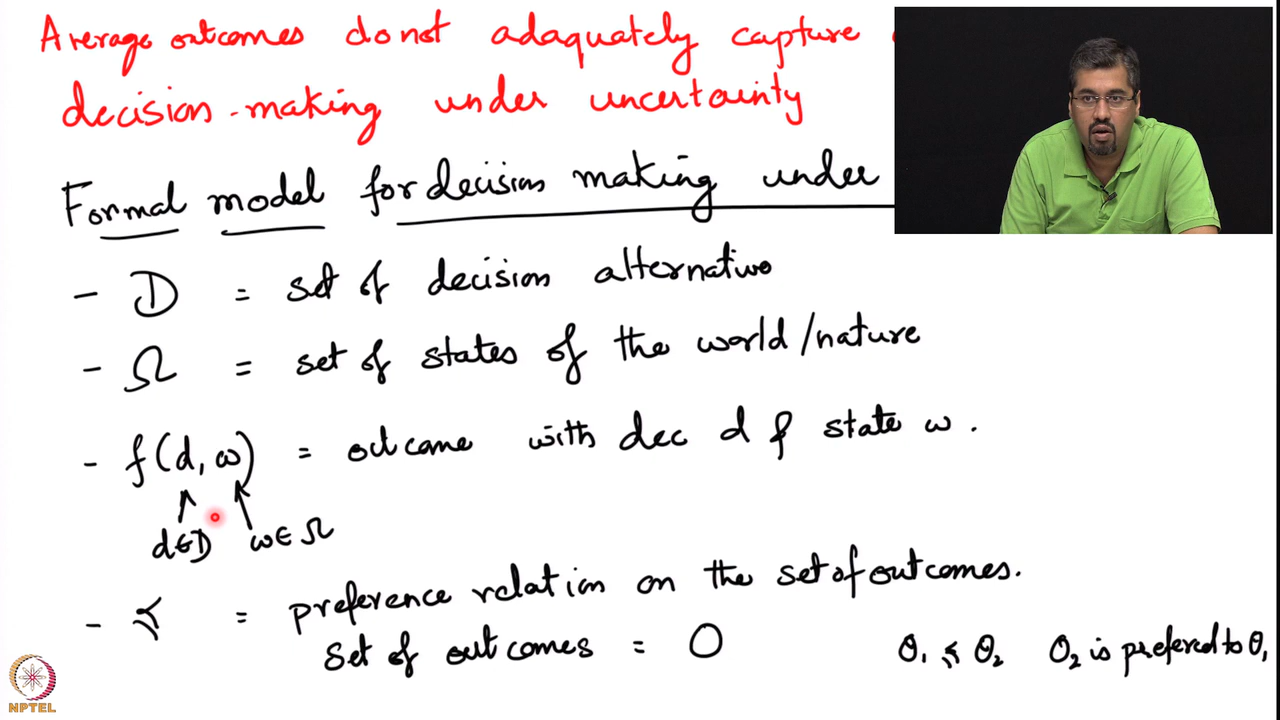 Average outcomes do not adaquately capture
decision-making under uncertainty
Formal model for decision making under
- D = set of decision alternative
- Ω = set of states of the world/nature
- f(d, ω) = outcome with dec d & state ω.
d∈D ω∈Ω
- ≼ = preference relation on the set of outcomes.
Set of outcomes = O
O₁ ≼ O₂ O₂ is preferred to O₁
NPTEL